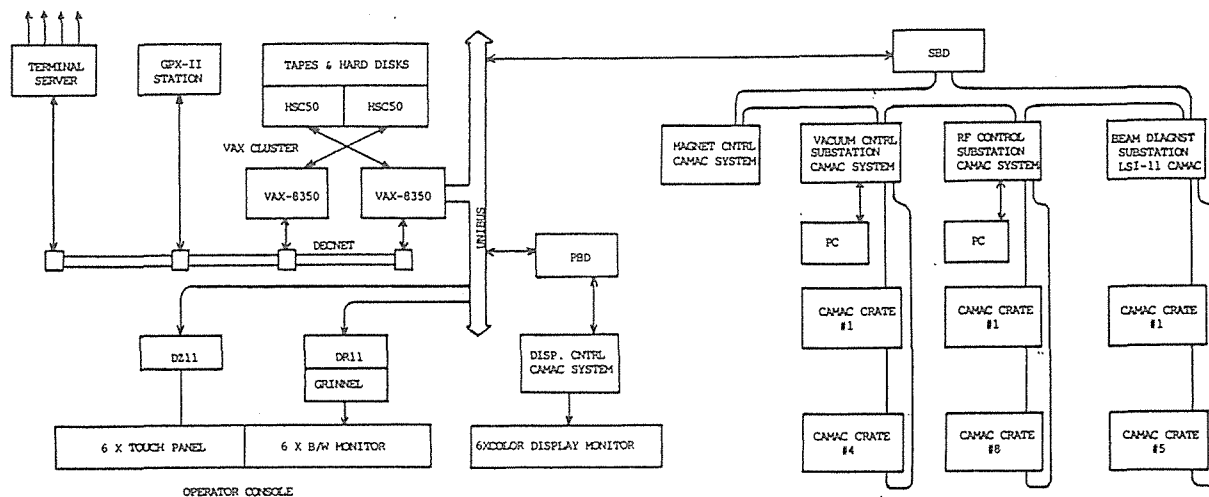 TERMINAL
SERVER
GPX-II
STATION
TAPES & HARD DISKS
HSC50
HSC50
VAX CLUSTER
VAX-8350
VAX-8350
DECNET
UNIBUS
SBD
MAGNET CNTRL
CAMAC SYSTEM
VACUUM CNTRL
SUBSTATION
CAMAC SYSTEM
RF CONTROL
SUBSTATION
CAMAC SYSTEM
BEAM DIAGNST
SUBSTATION
LSI-11 CAMAC
PC
PC
PBD
CAMAC CRATE
#1
CAMAC CRATE
#1
CAMAC CRATE
#1
DZ11
DR11
GRINNEL
DISP. CNTRL
CAMAC SYSTEM
6 X TOUCH PANEL
6 X B/W MONITOR
6XCOLOR DISPLAY MONITOR
CAMAC CRATE
#4
CAMAC CRATE
#8
CAMAC CRATE
#5
OPERATOR CONSOLE